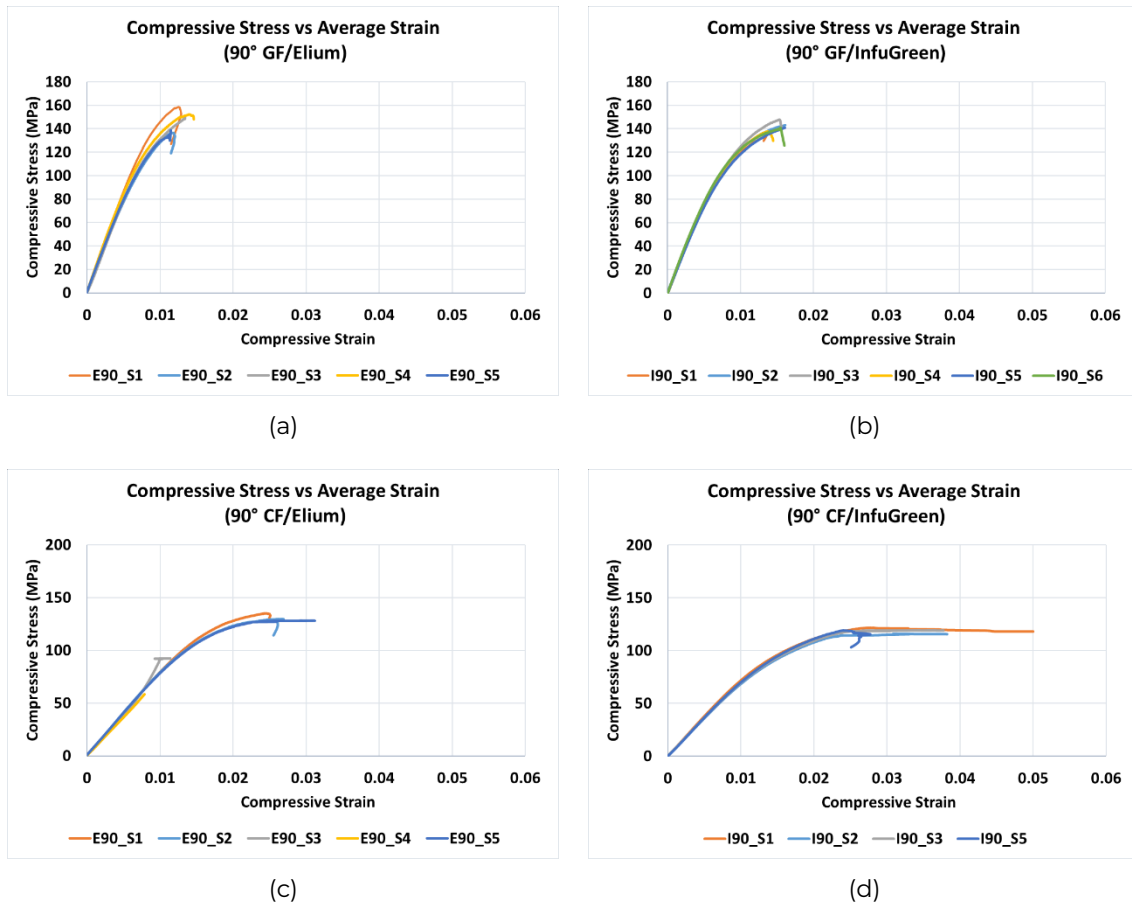 Compressive Stress vs Average Strain
(90° GF/Elium)
Compressive Stress (MPa)
180
160
140
120
100
80
60
40
20
0
0 0.01 0.02 0.03 0.04 0.05 0.06
Compressive Strain
E90_S1 E90_S2 E90_S3 E90_S4 E90_S5
(a)
Compressive Stress vs Average Strain
(90° GF/InfuGreen)
Compressive Stress (MPa)
180
160
140
120
100
80
60
40
20
0
0 0.01 0.02 0.03 0.04 0.05 0.06
Compressive Strain
I90_S1 I90_S2 I90_S3 I90_S4 I90_S5 I90_S6
(b)
Compressive Stress vs Average Strain
(90° CF/Elium)
Compressive Stress (MPa)
200
150
100
50
0
0 0.01 0.02 0.03 0.04 0.05 0.06
Compressive Strain
E90_S1 E90_S2 E90_S3 E90_S4 E90_S5
(c)
Compressive Stress vs Average Strain
(90° CF/InfuGreen)
Compressive Stress (MPa)
200
150
100
50
0
0 0.01 0.02 0.03 0.04 0.05 0.06
Compressive Strain
I90_S1 I90_S2 I90_S3 I90_S5
(d)